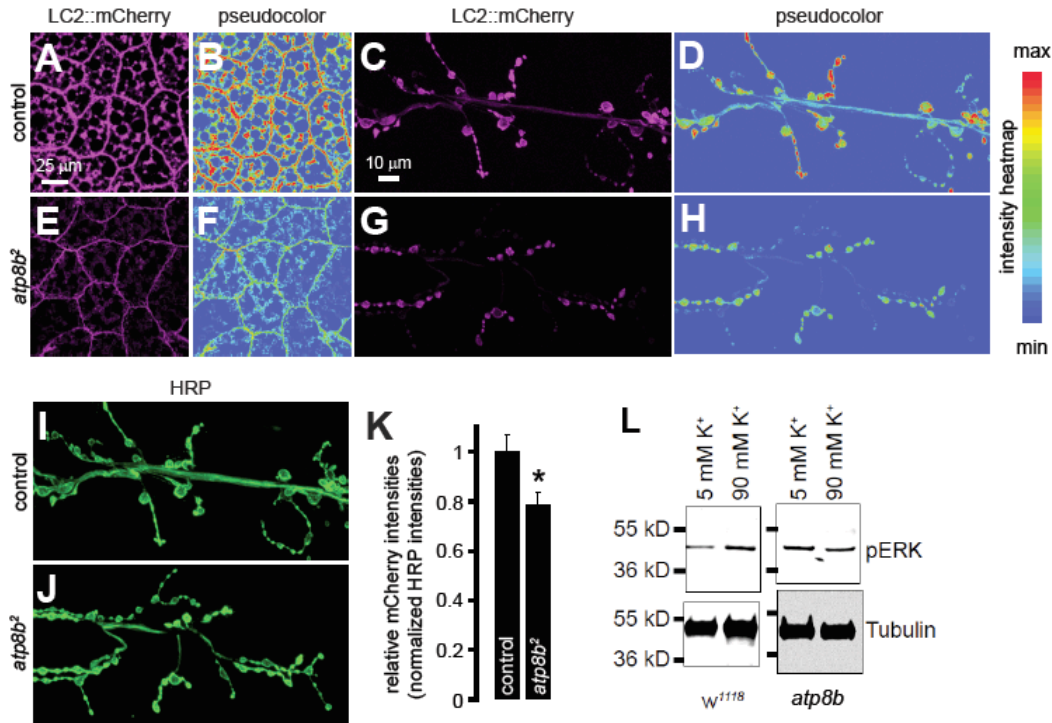 LC2::mCherry pseudocolor LC2::mCherry pseudocolor
control
A
B
C
D
25 μm
10 μm
max
intensity heatmap
min
atp8b²
E
F
G
H
HRP
control
I
atp8b²
J
K
relative mCherry intensities
(normalized HRP intensities)
1
0.8
0.6
0.4
0.2
0
*
control
atp8b²
L
5 mM K⁺
90 mM K⁺
5 mM K⁺
90 mM K⁺
55 kD
36 kD
pERK
55 kD
36 kD
Tubulin
w¹¹¹⁸
atp8b